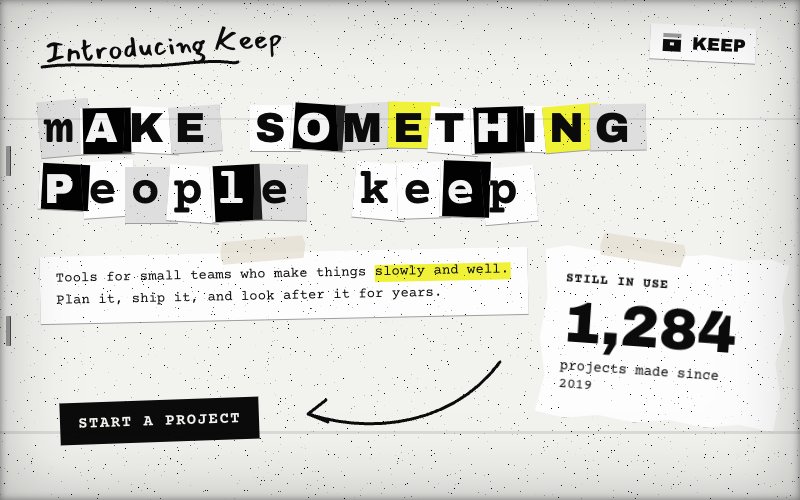 Introducing Keep
KEEP
mAKE SOMETHING
People keep
Tools for small teams who make things slowly and well.
Plan it, ship it, and look after it for years.
STILL IN USE
1,284
projects made since
2019
START A PROJECT